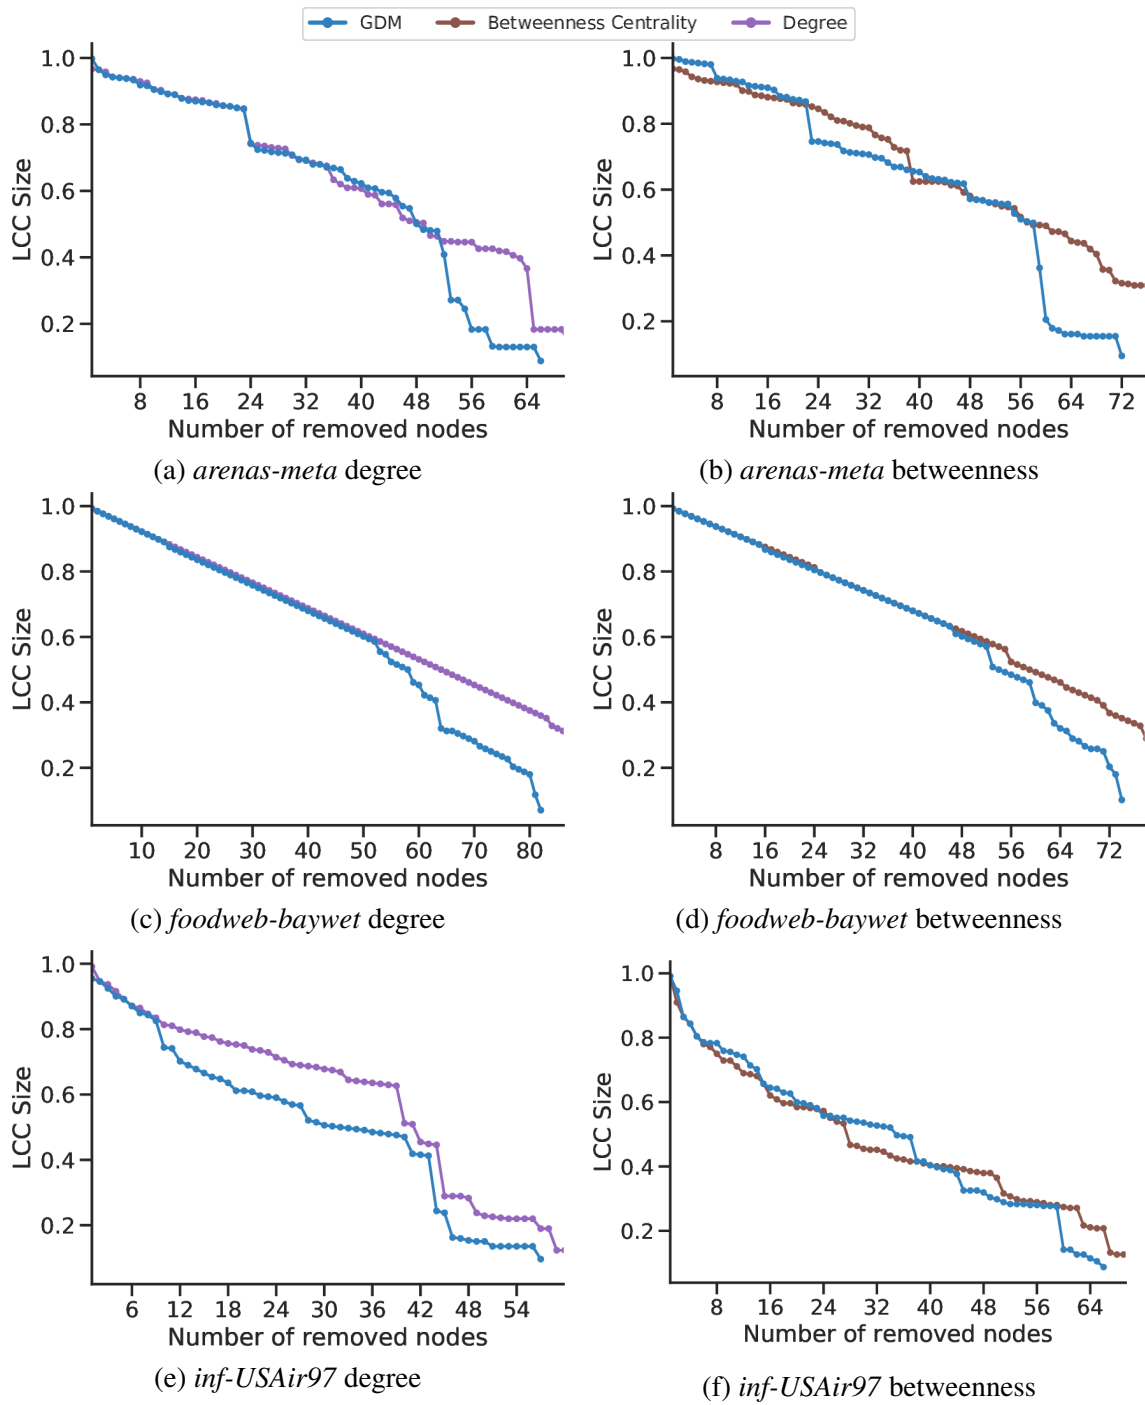 GDM Betweenness Centrality Degree
1.0
0.8
0.6
0.4
0.2
LCC Size
8 16 24 32 40 48 56 64
Number of removed nodes
(a) arenas-meta degree
1.0
0.8
0.6
0.4
0.2
LCC Size
8 16 24 32 40 48 56 64 72
Number of removed nodes
(b) arenas-meta betweenness
1.0
0.8
0.6
0.4
0.2
LCC Size
10 20 30 40 50 60 70 80
Number of removed nodes
(c) foodweb-baywet degree
1.0
0.8
0.6
0.4
0.2
LCC Size
8 16 24 32 40 48 56 64 72
Number of removed nodes
(d) foodweb-baywet betweenness
1.0
0.8
0.6
0.4
0.2
LCC Size
6 12 18 24 30 36 42 48 54
Number of removed nodes
(e) inf-USAir97 degree
1.0
0.8
0.6
0.4
0.2
LCC Size
8 16 24 32 40 48 56 64
Number of removed nodes
(f) inf-USAir97 betweenness